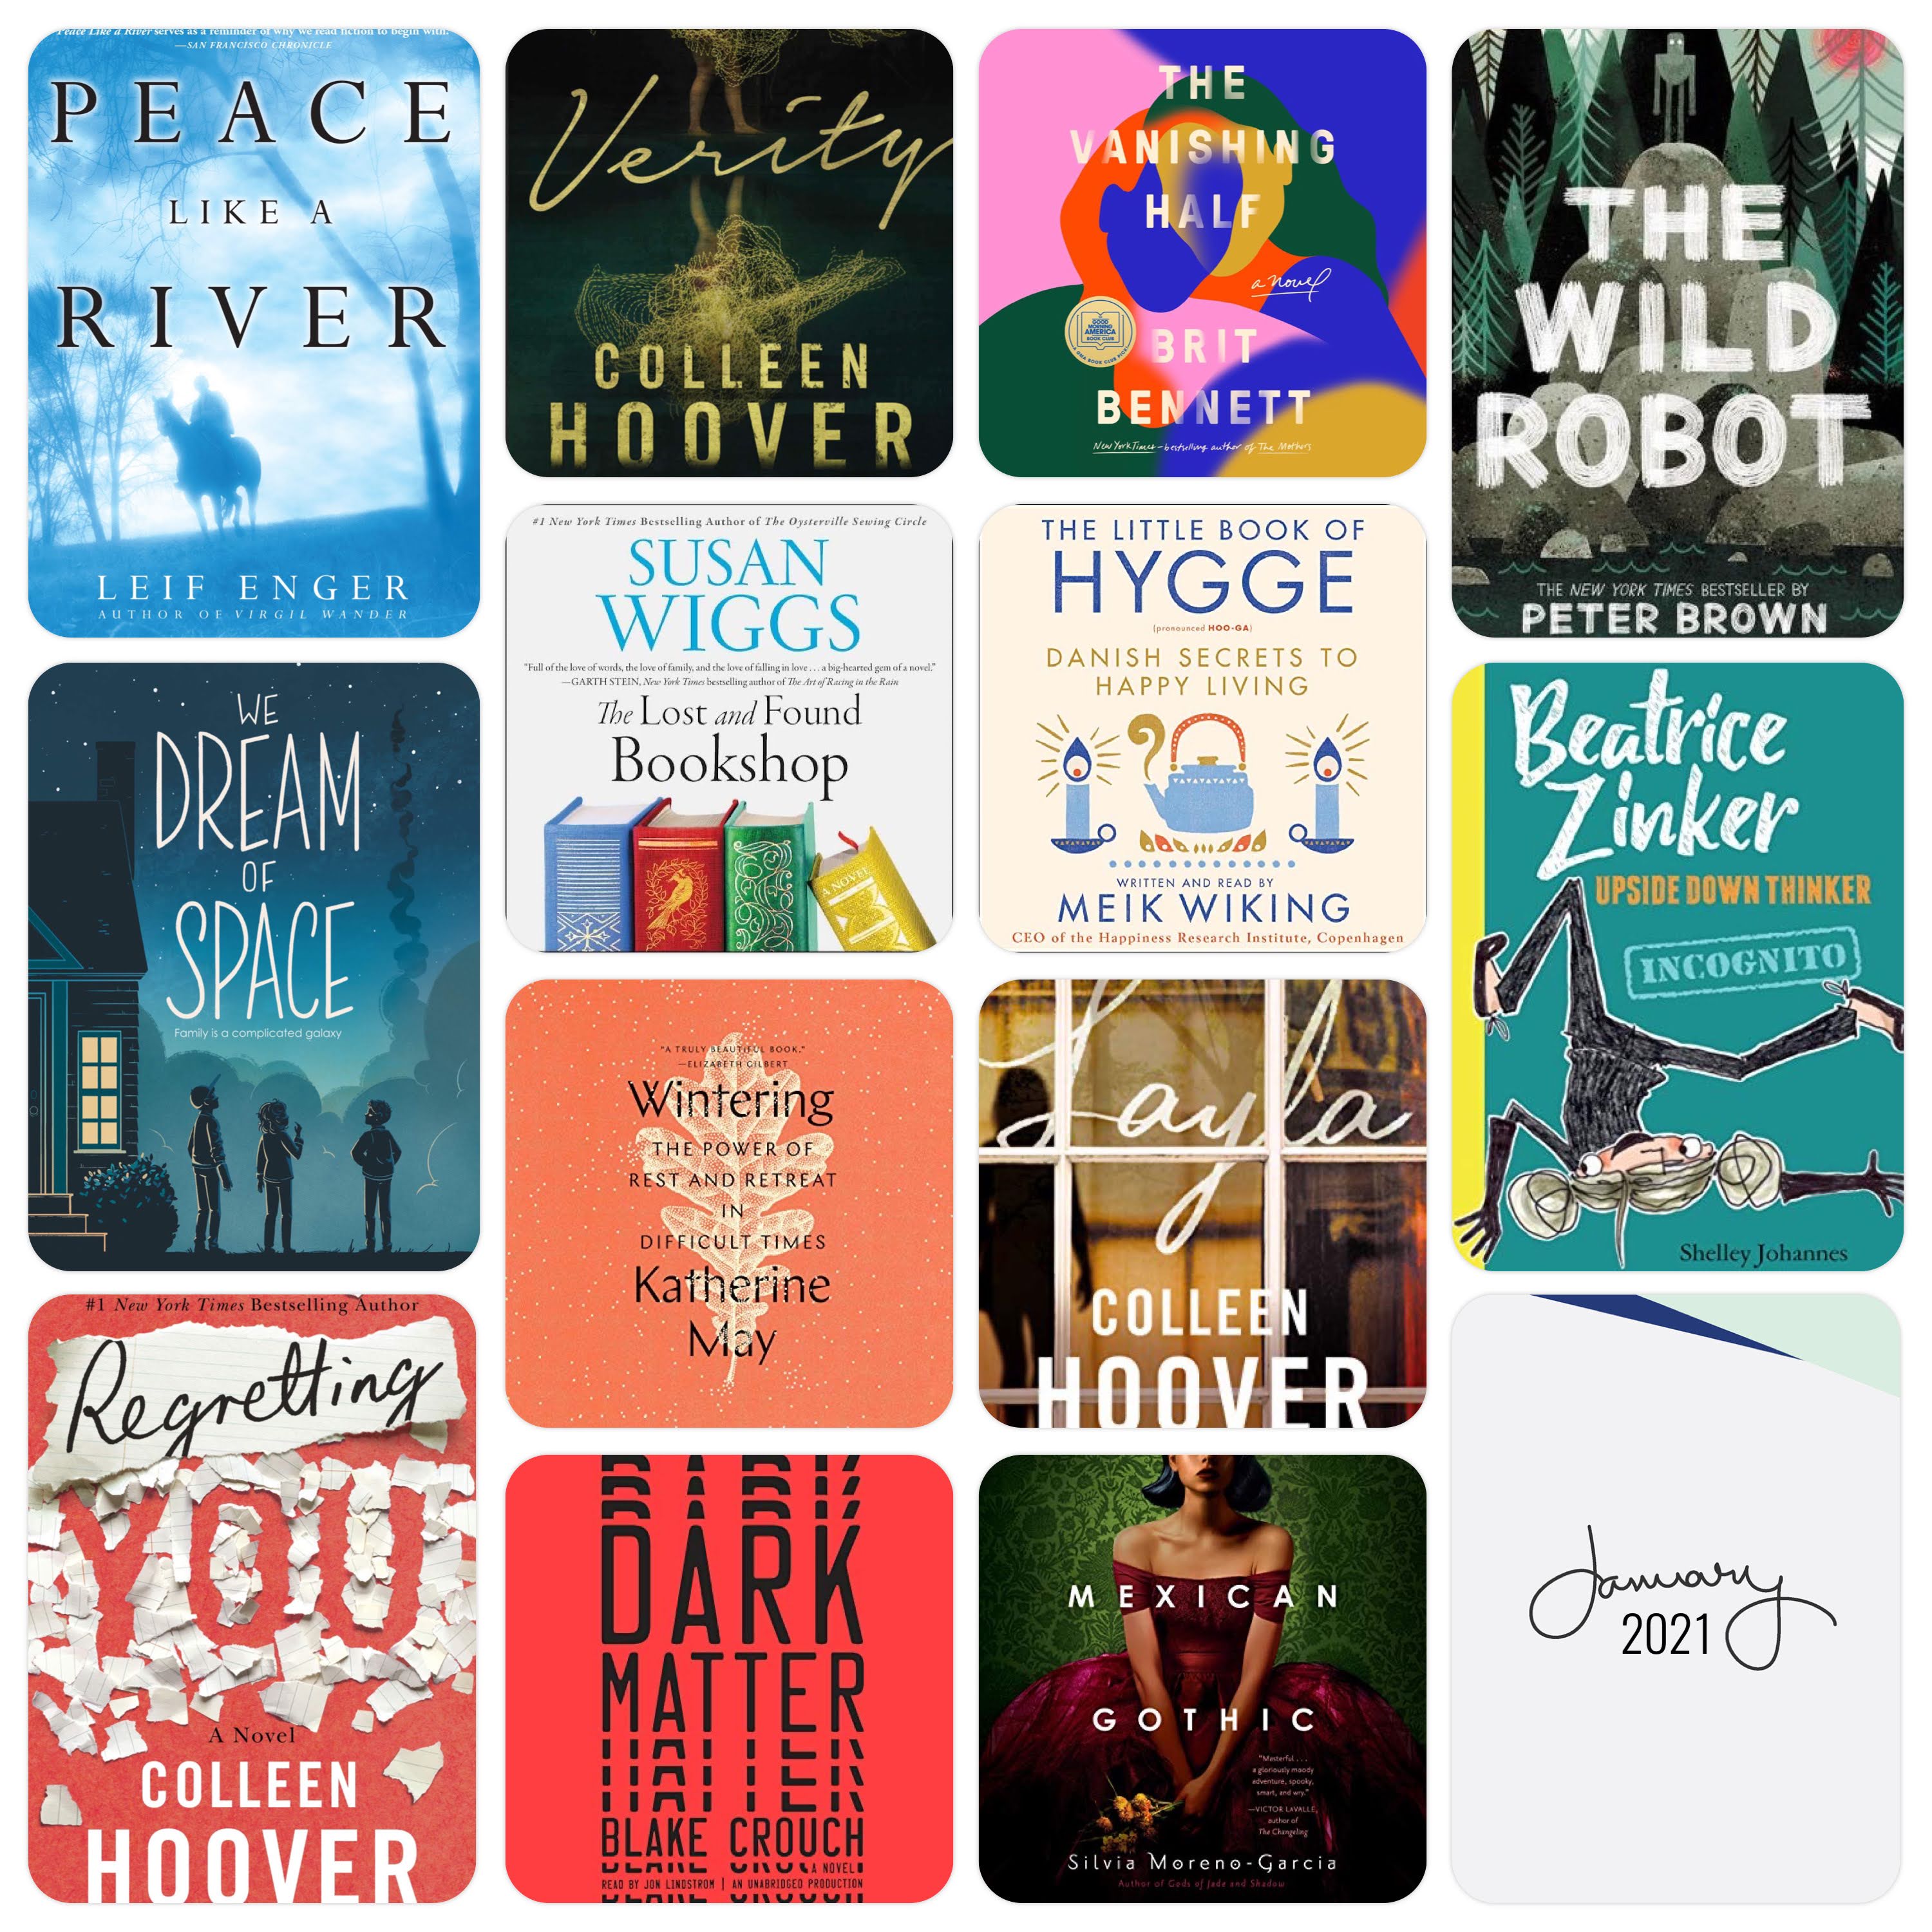 Peace Like a River serves as a reminder of why we read fiction to begin with."
—SAN FRANCISCO CHRONICLE
PEACE
LIKE A
RIVER
LEIF ENGER
AUTHOR OF VIRGIL WANDER
WE
DREAM
OF
SPACE
Family is a complicated galaxy
#1 New York Times Bestselling Author
Regretting
YOU
A Novel
COLLEEN
HOOVER
Verity
COLLEEN
HOOVER
#1 New York Times Bestselling Author of The Oysterville Sewing Circle
SUSAN
WIGGS
"Full of the love of words, the love of family, and the love of falling in love . . . a big-hearted gem of a novel."
—GARTH STEIN, New York Times bestselling author of The Art of Racing in the Rain
The Lost and Found
Bookshop
A NOVEL
"A TRULY BEAUTIFUL BOOK."
—ELIZABETH GILBERT
Wintering
THE POWER OF
REST AND RETREAT
IN
DIFFICULT TIMES
Katherine
May
DARK
DARK
MATTER
MATTER
BLAKE CROUCH
BLAKE CROUCH
A NOVEL
READ BY JON LINDSTROM | AN UNABRIDGED PRODUCTION
BLAKE CROUCH
THE
VANISHING
HALF
a novel
GOOD
MORNING
AMERICA
BOOK CLUB
A GMA BOOK CLUB PICK
BRIT
BENNETT
New York Times–bestselling author of The Mothers
THE LITTLE BOOK OF
HYGGE
(pronounced HOO-GA)
DANISH SECRETS TO
HAPPY LIVING
WRITTEN AND READ BY
MEIK WIKING
CEO of the Happiness Research Institute, Copenhagen
Layla
COLLEEN
HOOVER
MEXICAN
GOTHIC
"Masterful . . .
a gloriously moody
adventure, spooky,
smart, and wry."
—VICTOR LAVALLE,
author of
The Changeling
Silvia Moreno-Garcia
Author of Gods of Jade and Shadow
THE
WILD
ROBOT
THE NEW YORK TIMES BESTSELLER BY
PETER BROWN
Beatrice
Zinker
UPSIDE DOWN THINKER
INCOGNITO
Shelley Johannes
January
2021